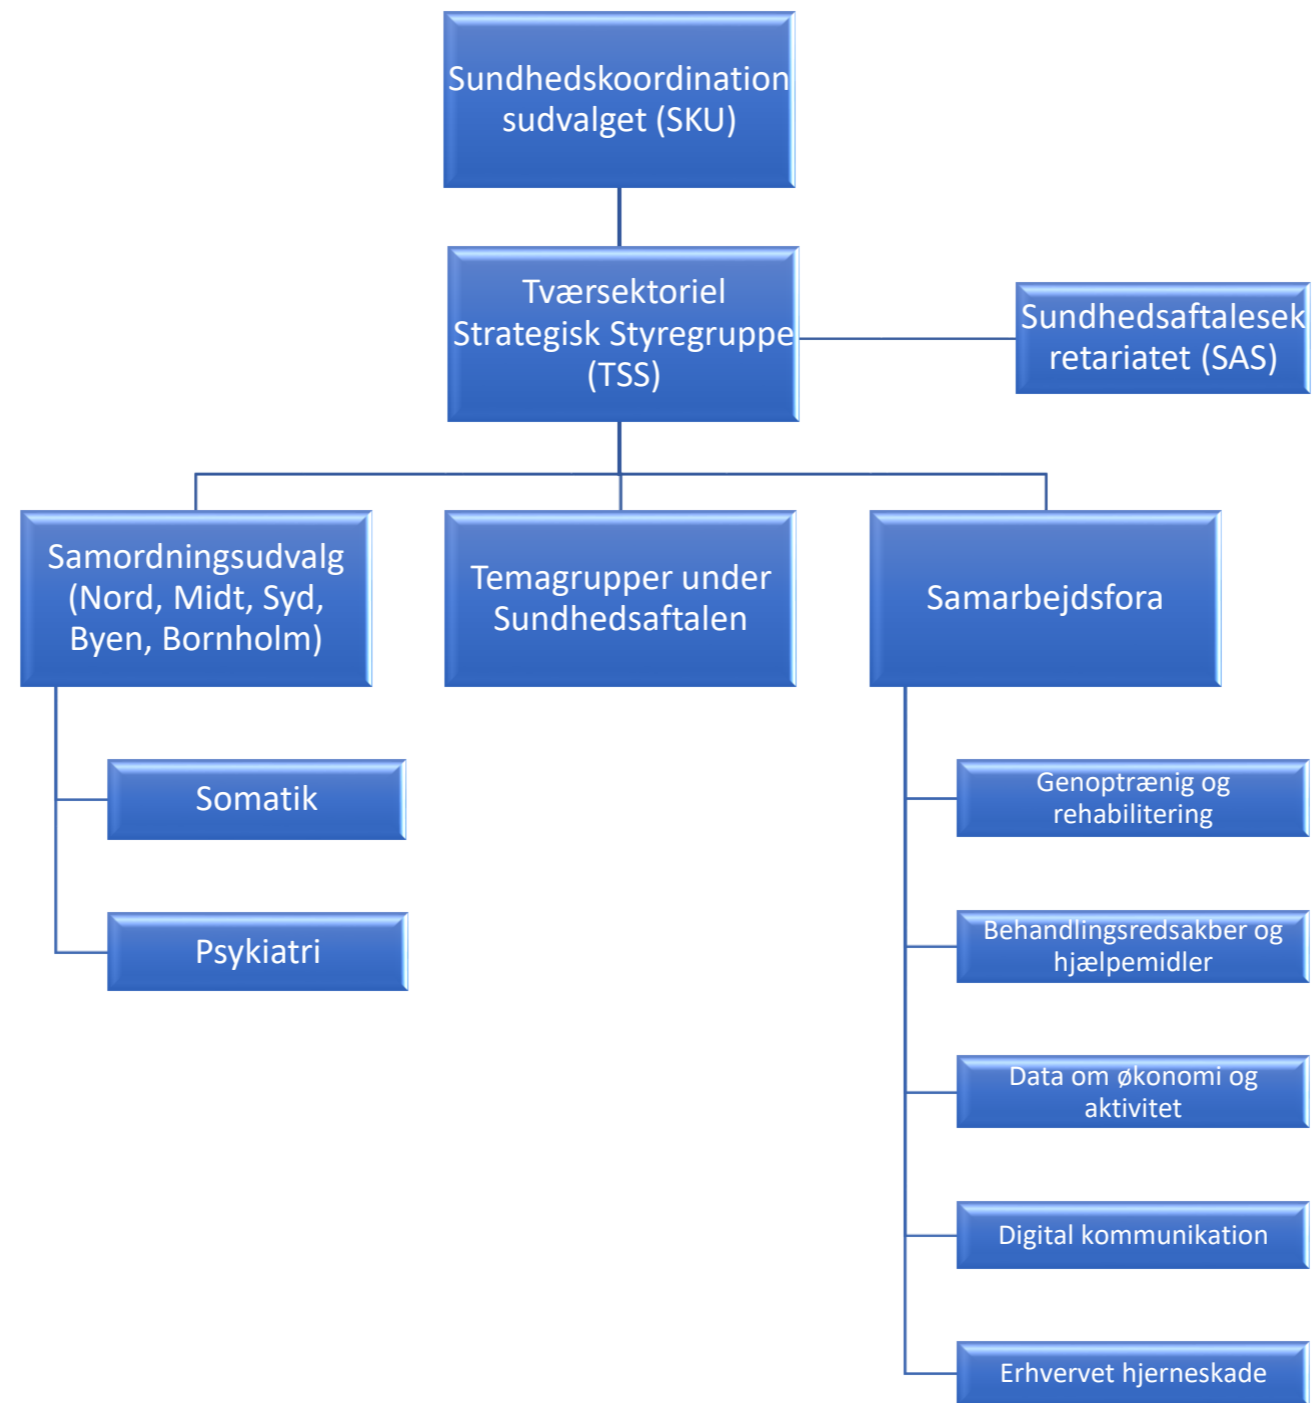 Sundhedskoordination
sudvalget (SKU)
Tværsektoriel
Strategisk Styregruppe
(TSS)
Sundhedsaftalesek
retariatet (SAS)
Samordningsudvalg
(Nord, Midt, Syd,
Byen, Bornholm)
Temagrupper under
Sundhedsaftalen
Samarbejdsfora
Somatik
Psykiatri
Genoptrænig og
rehabilitering
Behandlingsredsakber og
hjælpemidler
Data om økonomi og
aktivitet
Digital kommunikation
Erhvervet hjerneskade